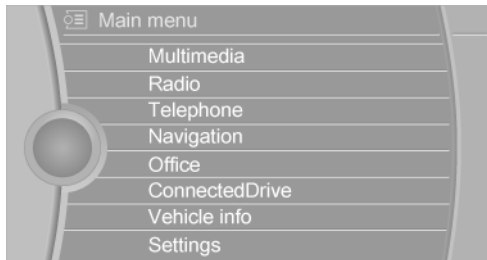 Main menu
Multimedia
Radio
Telephone
Navigation
Office
ConnectedDrive
Vehicle info
Settings